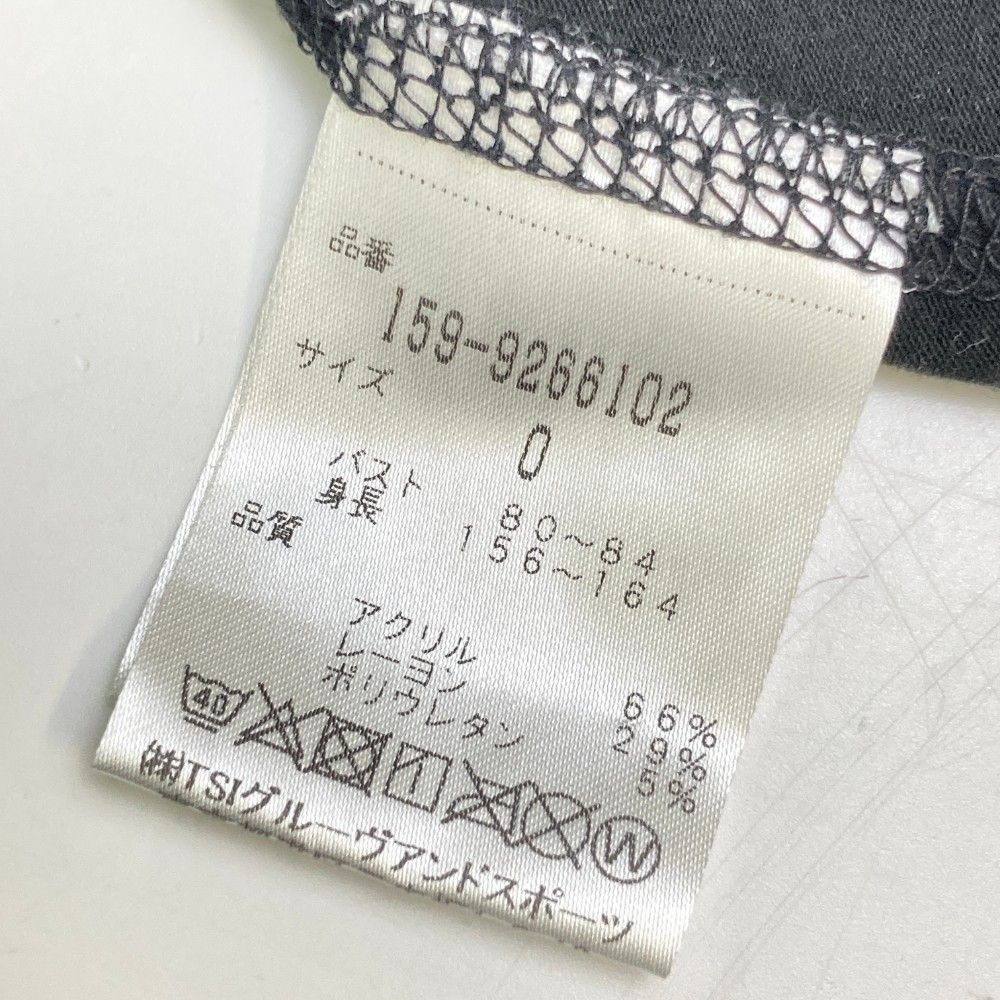 品番
159-9266102
サイズ
0
バスト 80～84
身長 156～164
品質
アクリル 66%
レーヨン 29%
ポリウレタン 5%
40 W
㈱TSIグルーヴアンドスポーツ